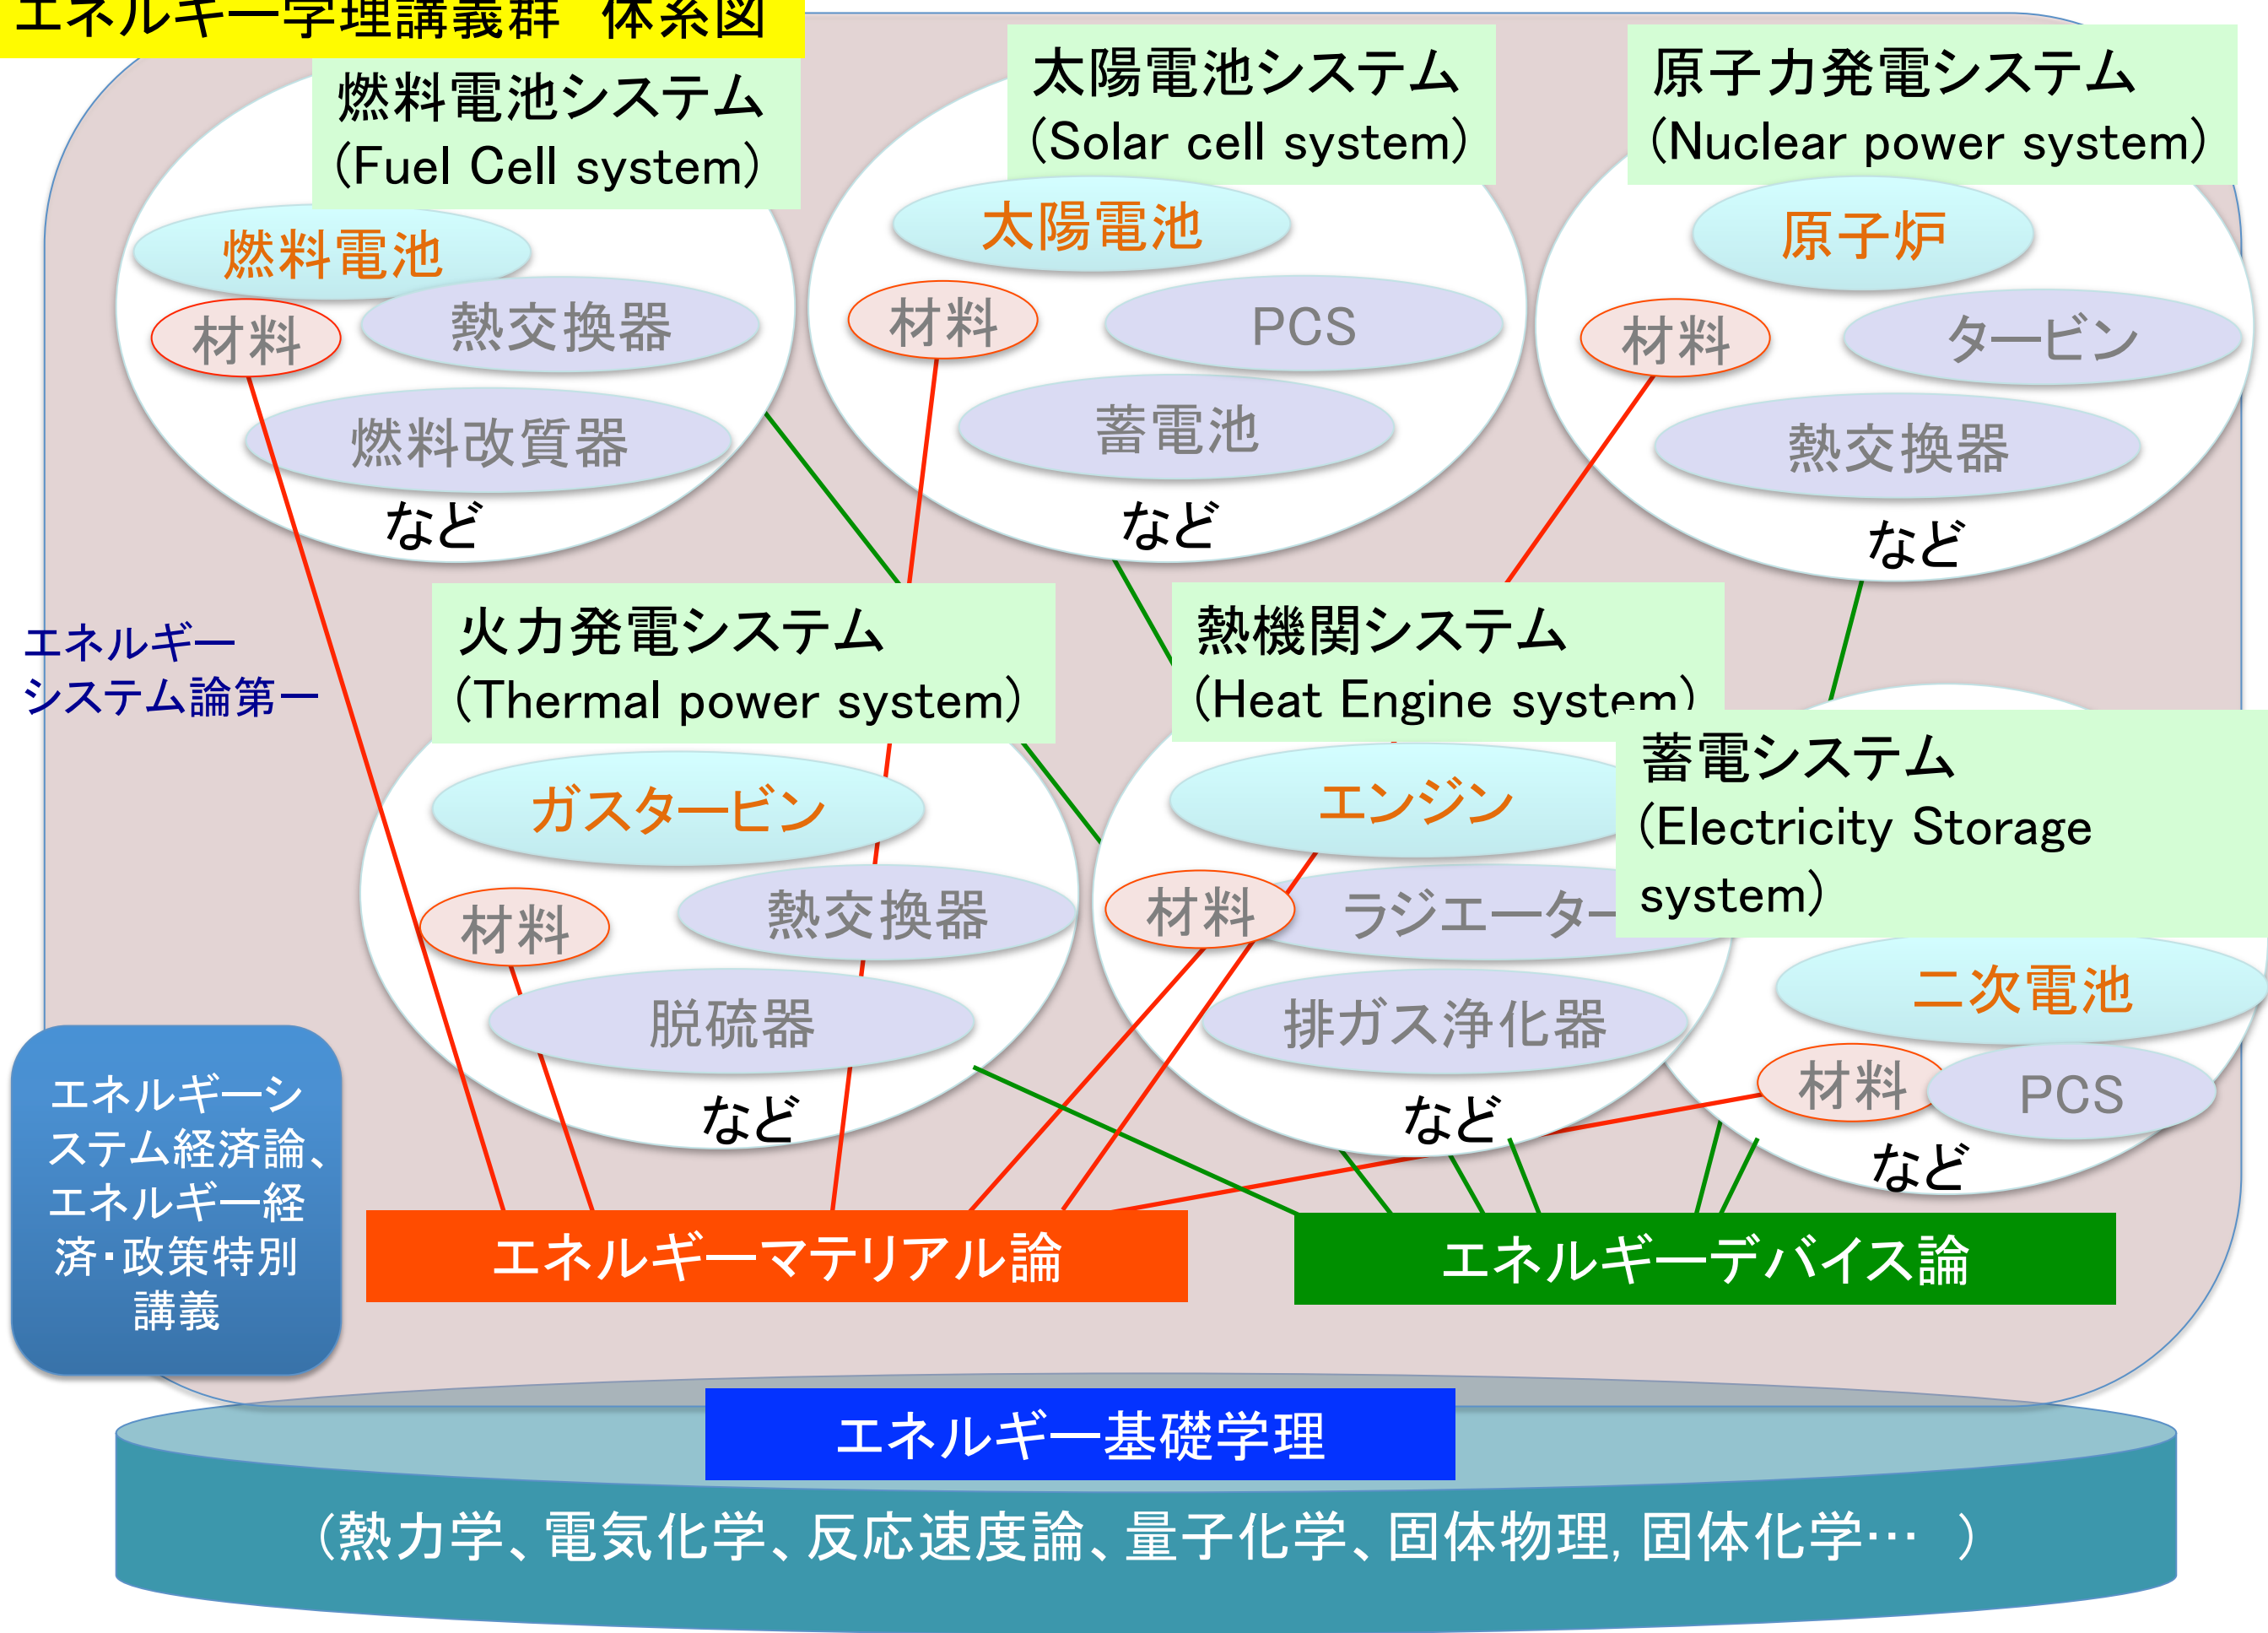 エネルギー学理講義群　体系図
燃料電池システム
(Fuel Cell system)
燃料電池
材料
熱交換器
燃料改質器
など
太陽電池システム
(Solar cell system)
太陽電池
材料
PCS
蓄電池
など
原子力発電システム
(Nuclear power system)
原子炉
材料
タービン
熱交換器
など
エネルギー
システム論第一
火力発電システム
(Thermal power system)
ガスタービン
材料
熱交換器
脱硫器
など
熱機関システム
(Heat Engine system)
エンジン
材料
ラジエーター
排ガス浄化器
など
蓄電システム
(Electricity Storage
system)
二次電池
材料
PCS
など
エネルギーシ
ステム経済論、
エネルギー経
済・政策特別
講義
エネルギーマテリアル論
エネルギーデバイス論
エネルギー基礎学理
(熱力学、電気化学、反応速度論、量子化学、固体物理, 固体化学…　)